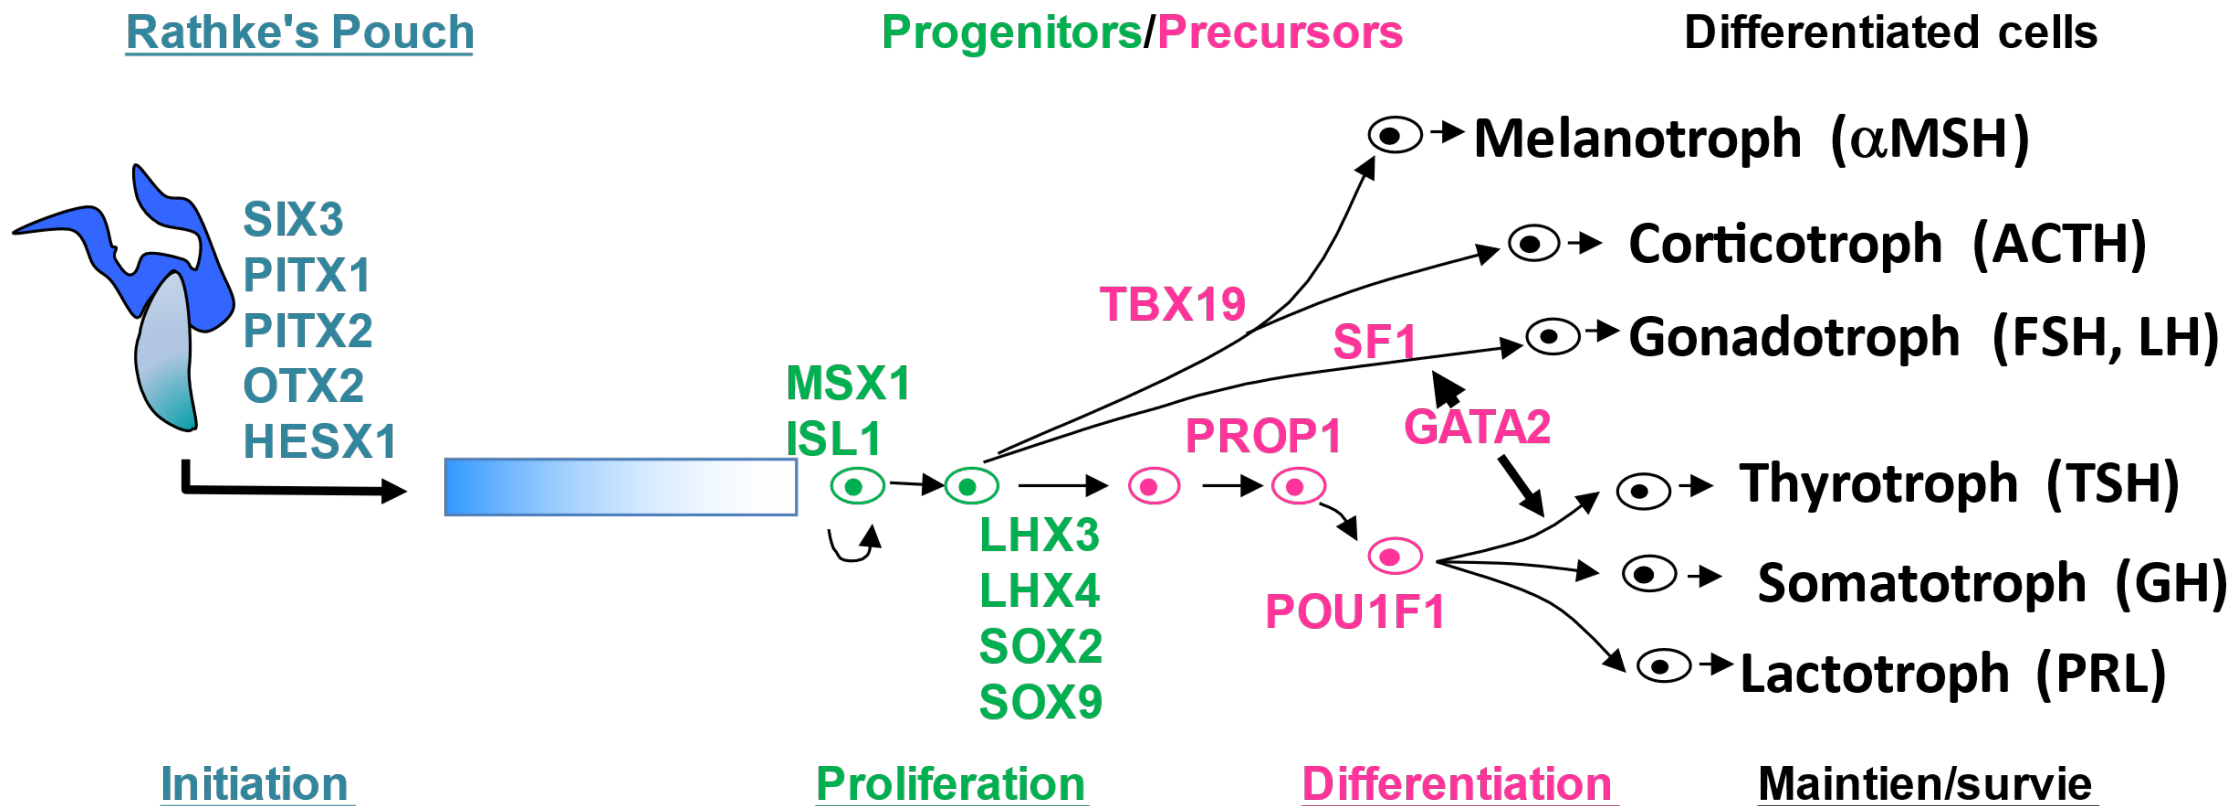 Rathke's Pouch
Progenitors/Precursors
Differentiated cells
SIX3
PITX1
PITX2
OTX2
HESX1
MSX1
ISL1
LHX3
LHX4
SOX2
SOX9
TBX19
SF1
PROP1
GATA2
POU1F1
Melanotroph (αMSH)
Corticotroph (ACTH)
Gonadotroph (FSH, LH)
Thyrotroph (TSH)
Somatotroph (GH)
Lactotroph (PRL)
Initiation
Proliferation
Differentiation
Maintien/survie